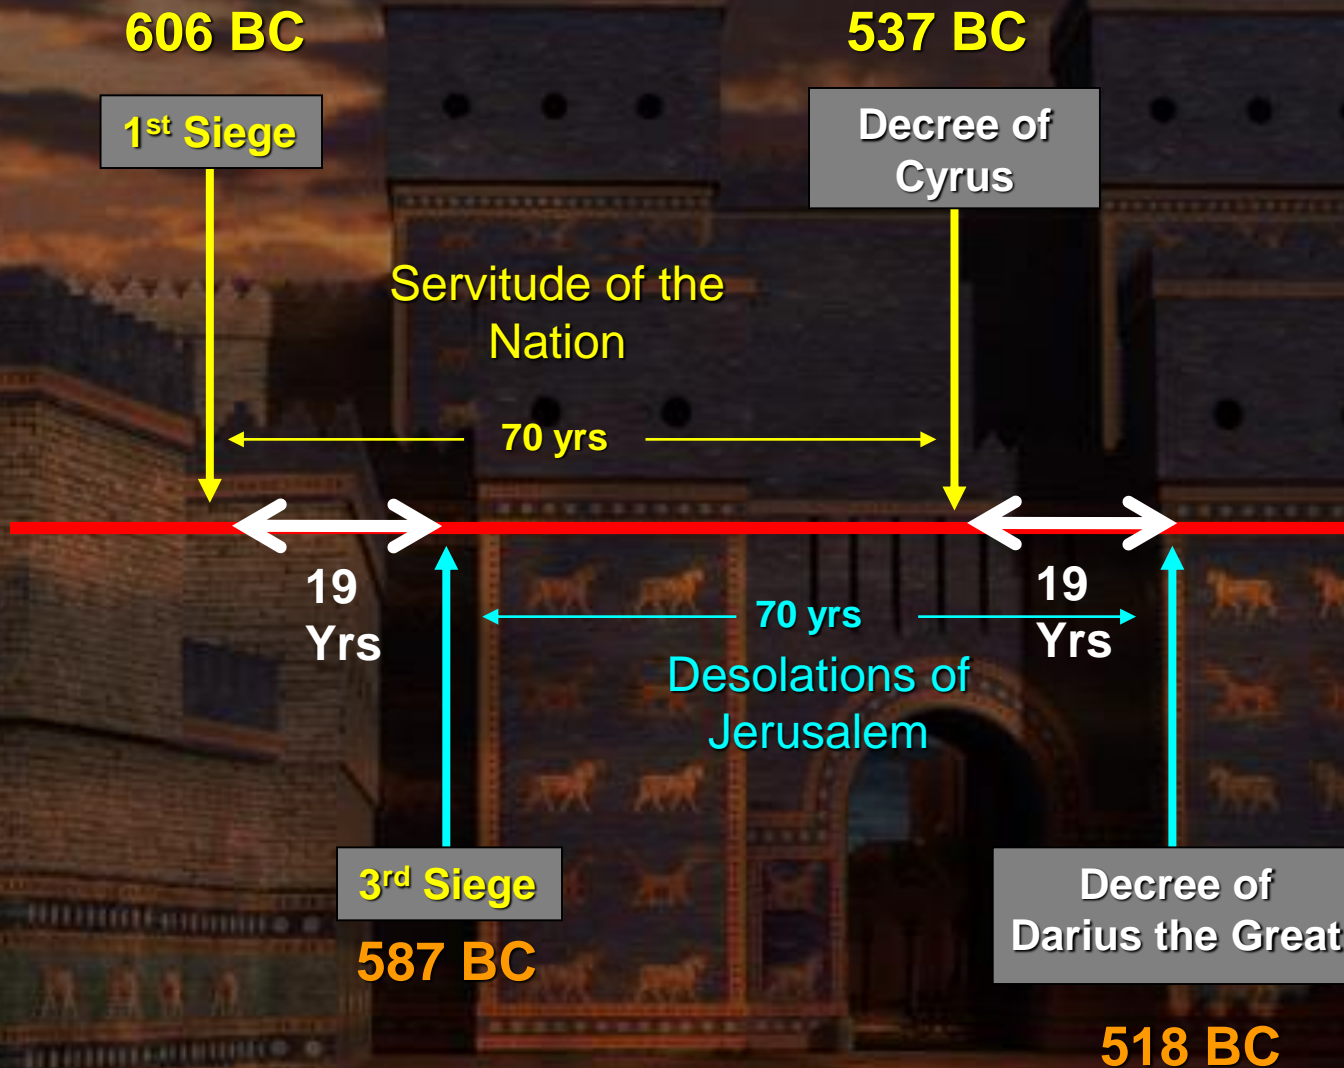 606 BC
537 BC
1st Siege
Decree of
Cyrus
Servitude of the
Nation
70 yrs
19
Yrs
19
Yrs
70 yrs
Desolations of
Jerusalem
3rd Siege
587 BC
Decree of
Darius the Great
518 BC